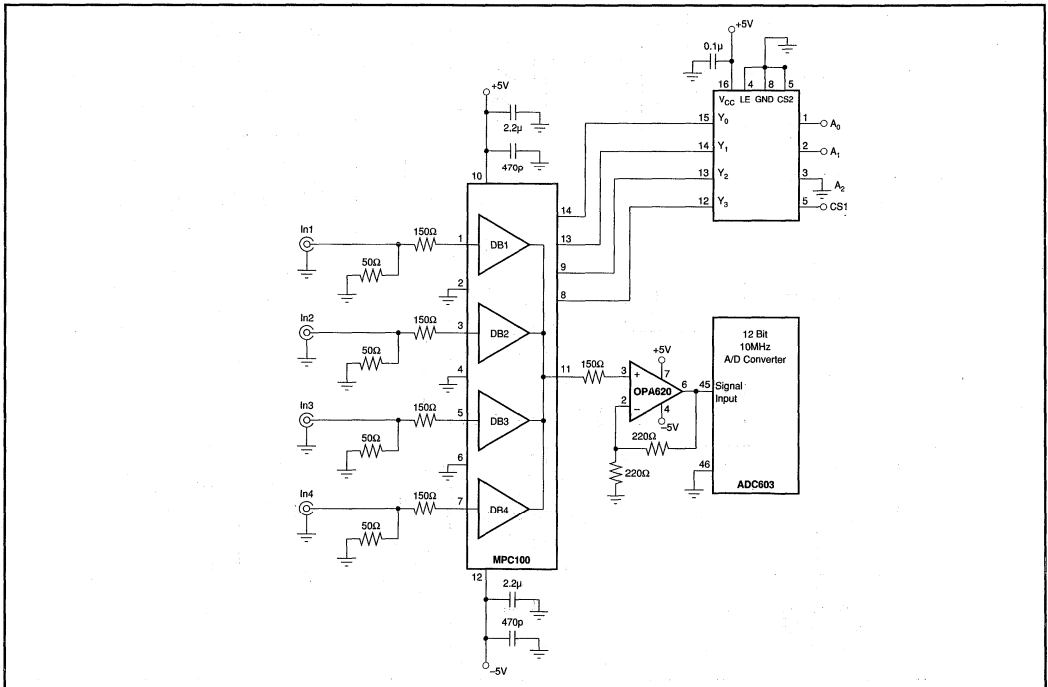 +5V
0.1µ
16 4 8 5
VCC LE GND CS2
15 Y0
14 Y1
13 Y2
12 Y3
1 A0
2 A1
3 A2
5 CS1
+5V
2.2µ
470p
10
14
13
9
8
In1
150Ω
50Ω
1
DB1
2
In2
150Ω
50Ω
3
DB2
4
In3
150Ω
50Ω
5
DB3
6
In4
150Ω
50Ω
7
DB4
MPC100
12
2.2µ
470p
–5V
11
150Ω
+5V
3 + 7
OPA620
6
2 – 4
–5V
220Ω
220Ω
12 Bit
10MHz
A/D Converter
45 Signal
Input
46
ADC603